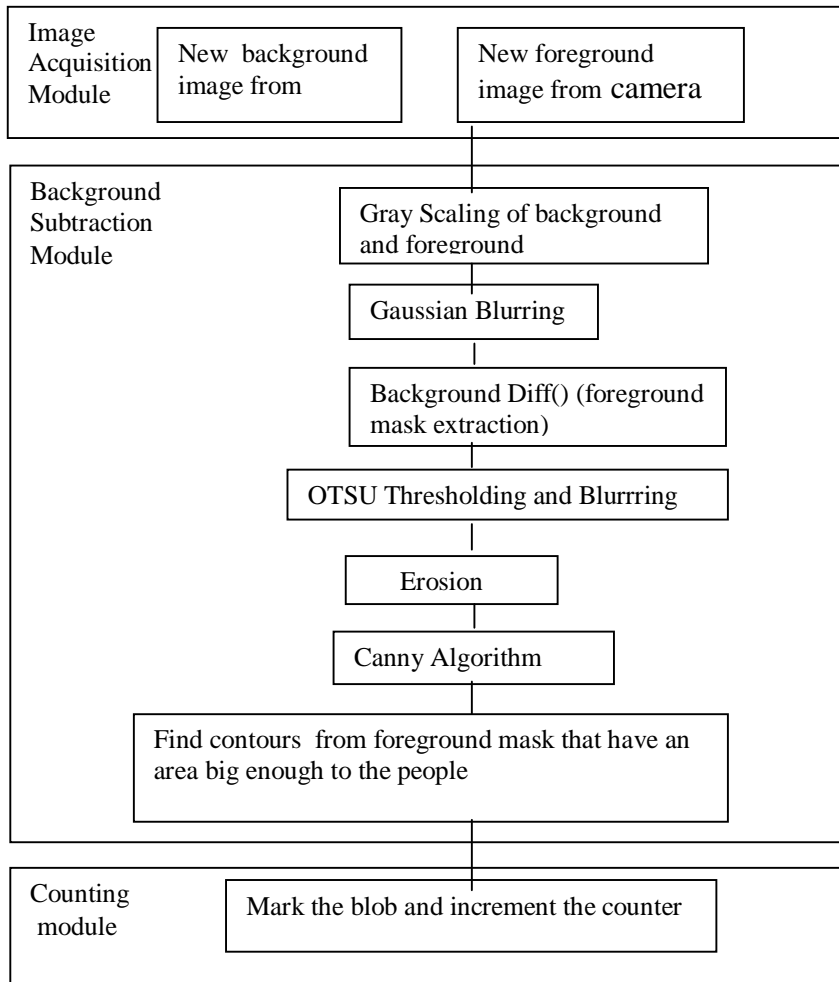 Image
Acquisition
Module
New background
image from
New foreground
image from camera
Background
Subtraction
Module
Gray Scaling of background
and foreground
Gaussian Blurring
Background Diff() (foreground
mask extraction)
OTSU Thresholding and Blurrring
Erosion
Canny Algorithm
Find contours from foreground mask that have an
area big enough to the people
Counting
module
Mark the blob and increment the counter